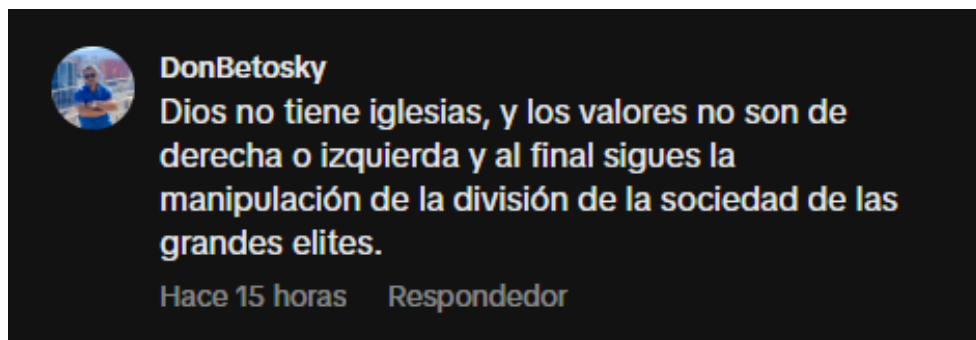 DonBetosky
Dios no tiene iglesias, y los valores no son de
derecha o izquierda y al final sigues la
manipulación de la división de la sociedad de las
grandes elites.
Hace 15 horas Respondedor